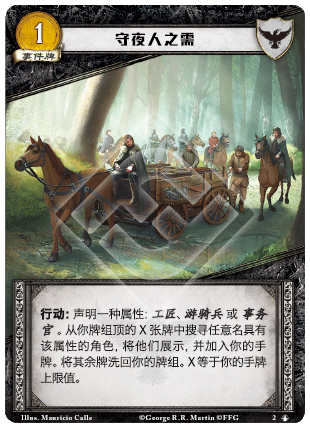 1
事件牌
守夜人之需
行动: 声明一种属性: 工匠、游骑兵 或 事务
官 。从你牌组顶的 X 张牌中搜寻任意名具有
该属性的角色，将他们展示，并加入你的手
牌。将其余牌洗回你的牌组。X 等于你的手牌
上限值。
Illus. Mauricio Calle ©George R.R. Martin ©FFG 2